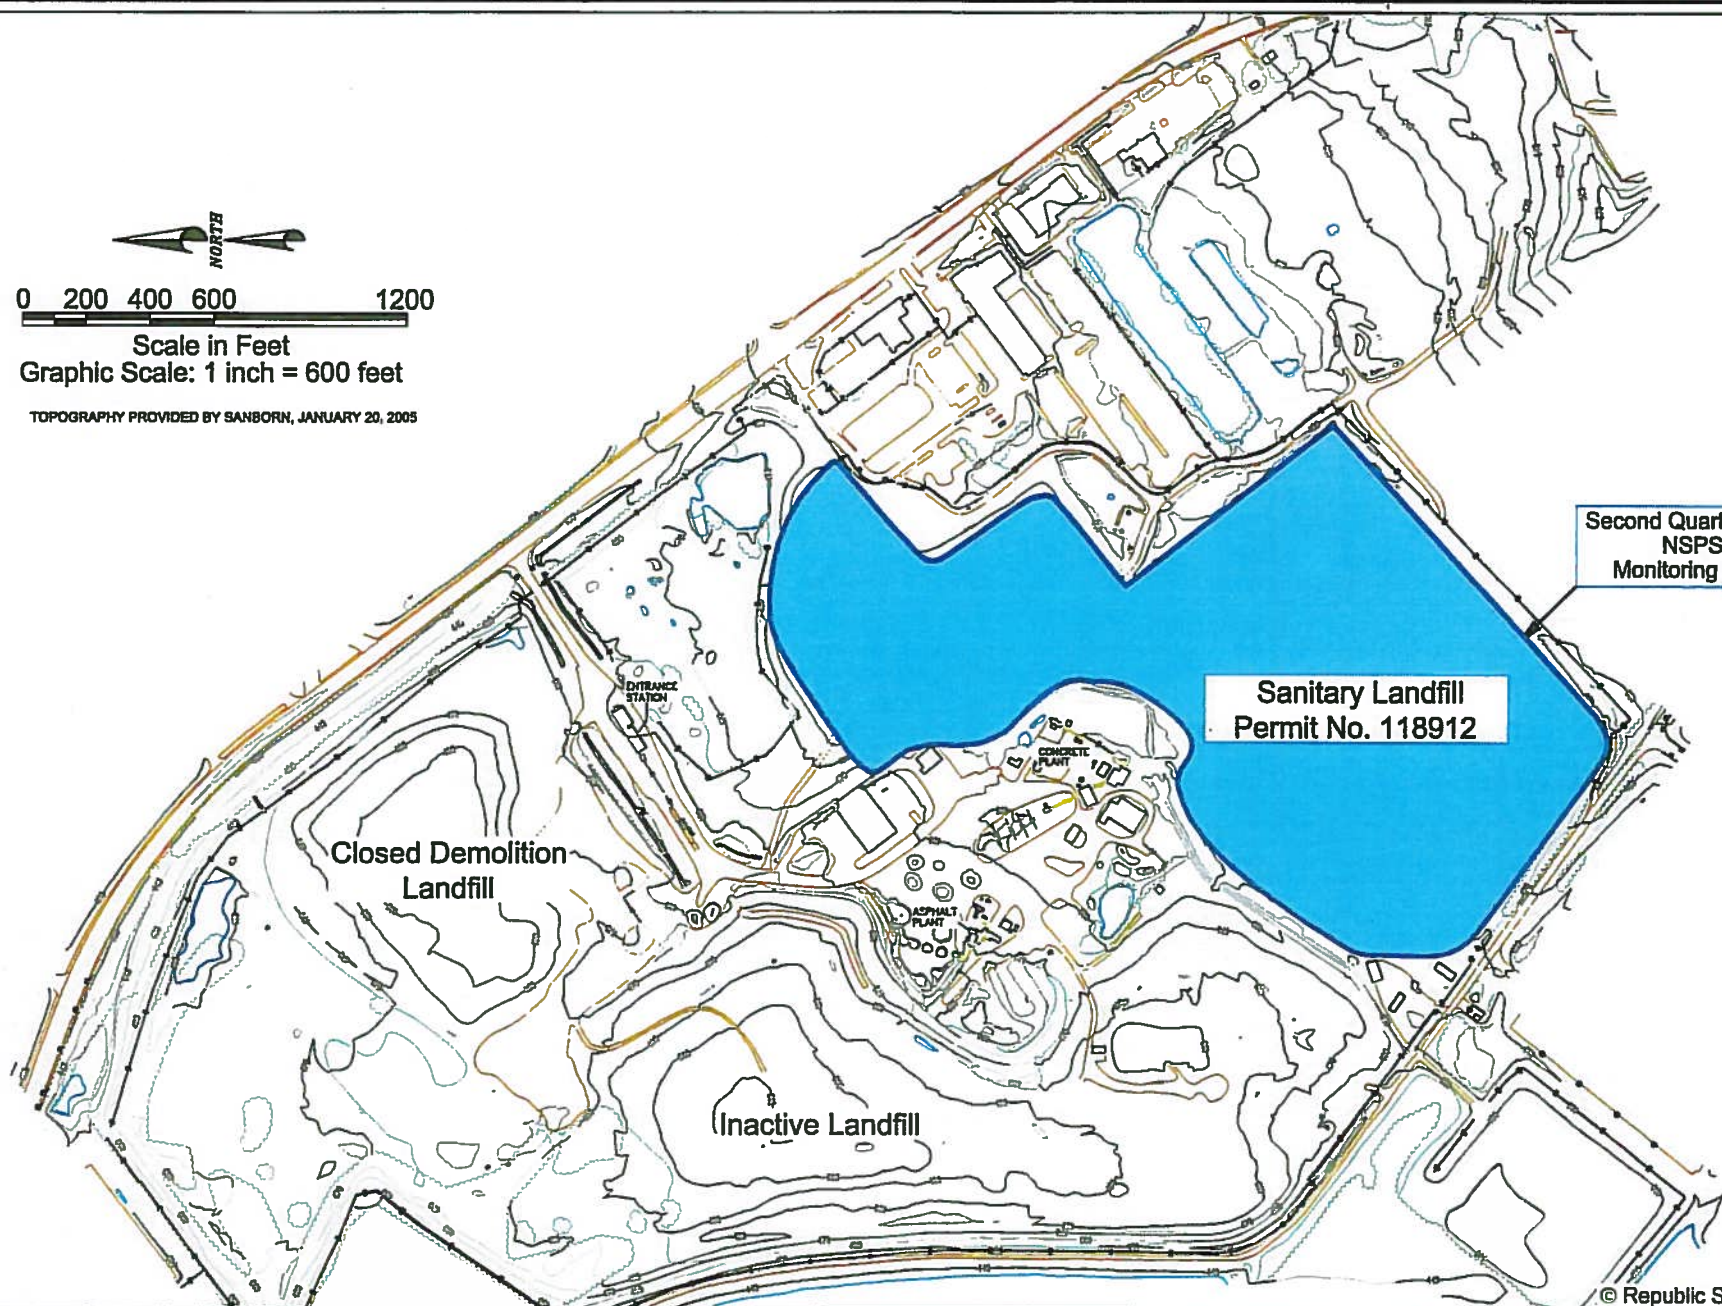 NORTH
0 200 400 600 1200
Scale in Feet
Graphic Scale: 1 inch = 600 feet
TOPOGRAPHY PROVIDED BY SANBORN, JANUARY 20, 2005
Second Quart
NSPS
Monitoring
ENTRANCE
STATION
Sanitary Landfill
Permit No. 118912
CONCRETE
PLANT
Closed Demolition
Landfill
ASPHALT
PLANT
Inactive Landfill
© Republic S